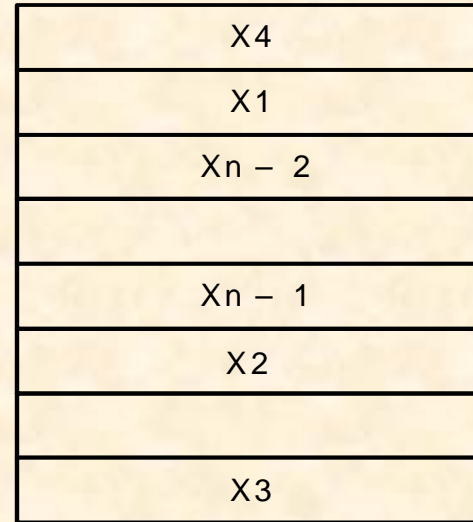 X4
X1
Xn – 2
Xn – 1
X2
X3